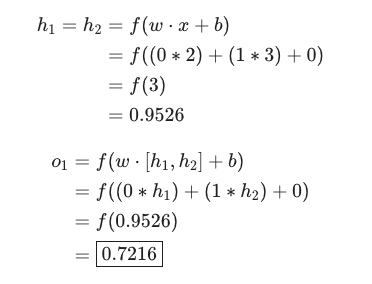 h₁ = h₂ = f(w · x + b)
= f((0 * 2) + (1 * 3) + 0)
= f(3)
= 0.9526
o₁ = f(w · [h₁, h₂] + b)
= f((0 * h₁) + (1 * h₂) + 0)
= f(0.9526)
= 0.7216